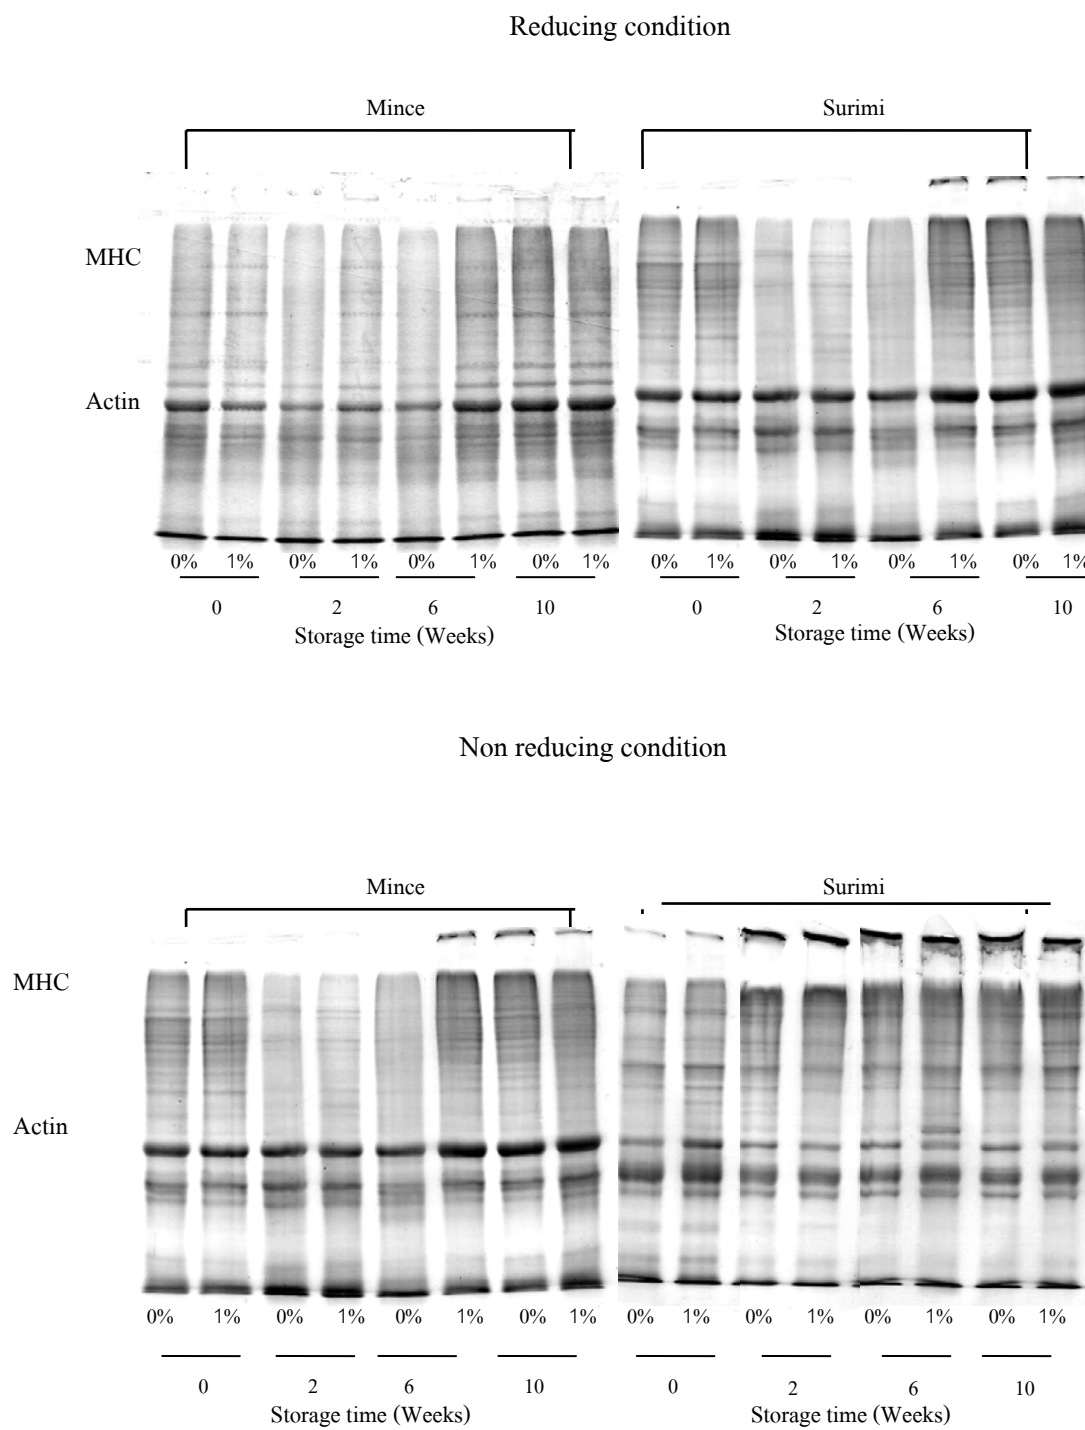 Reducing condition
Mince Surimi
MHC
Actin
0% 1% 0% 1% 0% 1% 0% 1% 0% 1% 0% 1% 0% 1% 0% 1%
0 2 6 10 0 2 6 10
Storage time (Weeks) Storage time (Weeks)
Non reducing condition
Mince Surimi
MHC
Actin
0% 1% 0% 1% 0% 1% 0% 1% 0% 1% 0% 1% 0% 1% 0% 1%
0 2 6 10 0 2 6 10
Storage time (Weeks) Storage time (Weeks)